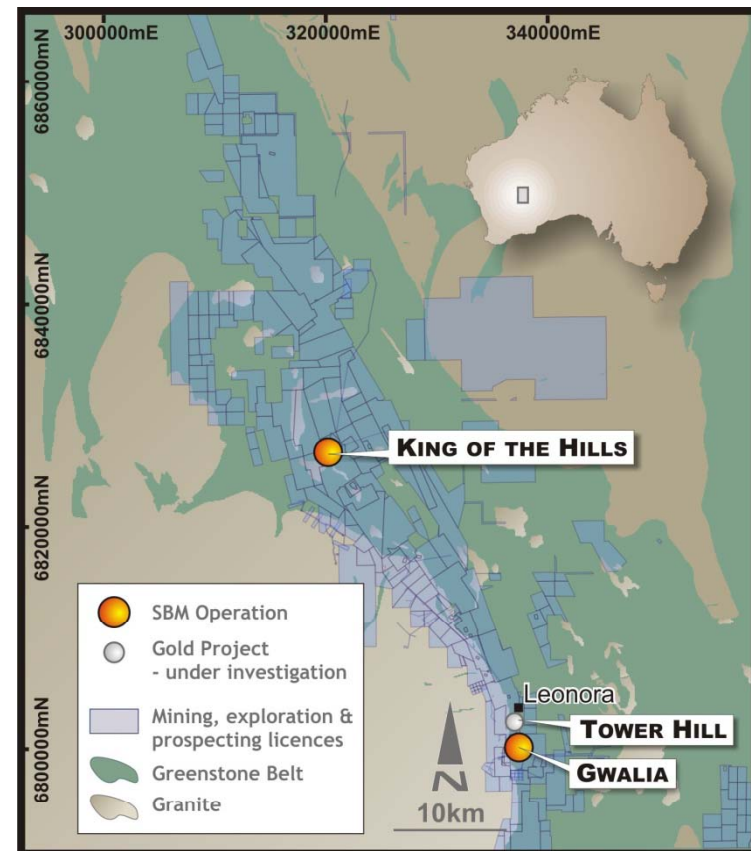 300000mE
320000mE
340000mE
6860000mN
6840000mN
6820000mN
6800000mN
KING OF THE HILLS
Leonora
TOWER HILL
GWALIA
SBM Operation
Gold Project
- under investigation
Mining, exploration &
prospecting licences
Greenstone Belt
Granite
N
10km